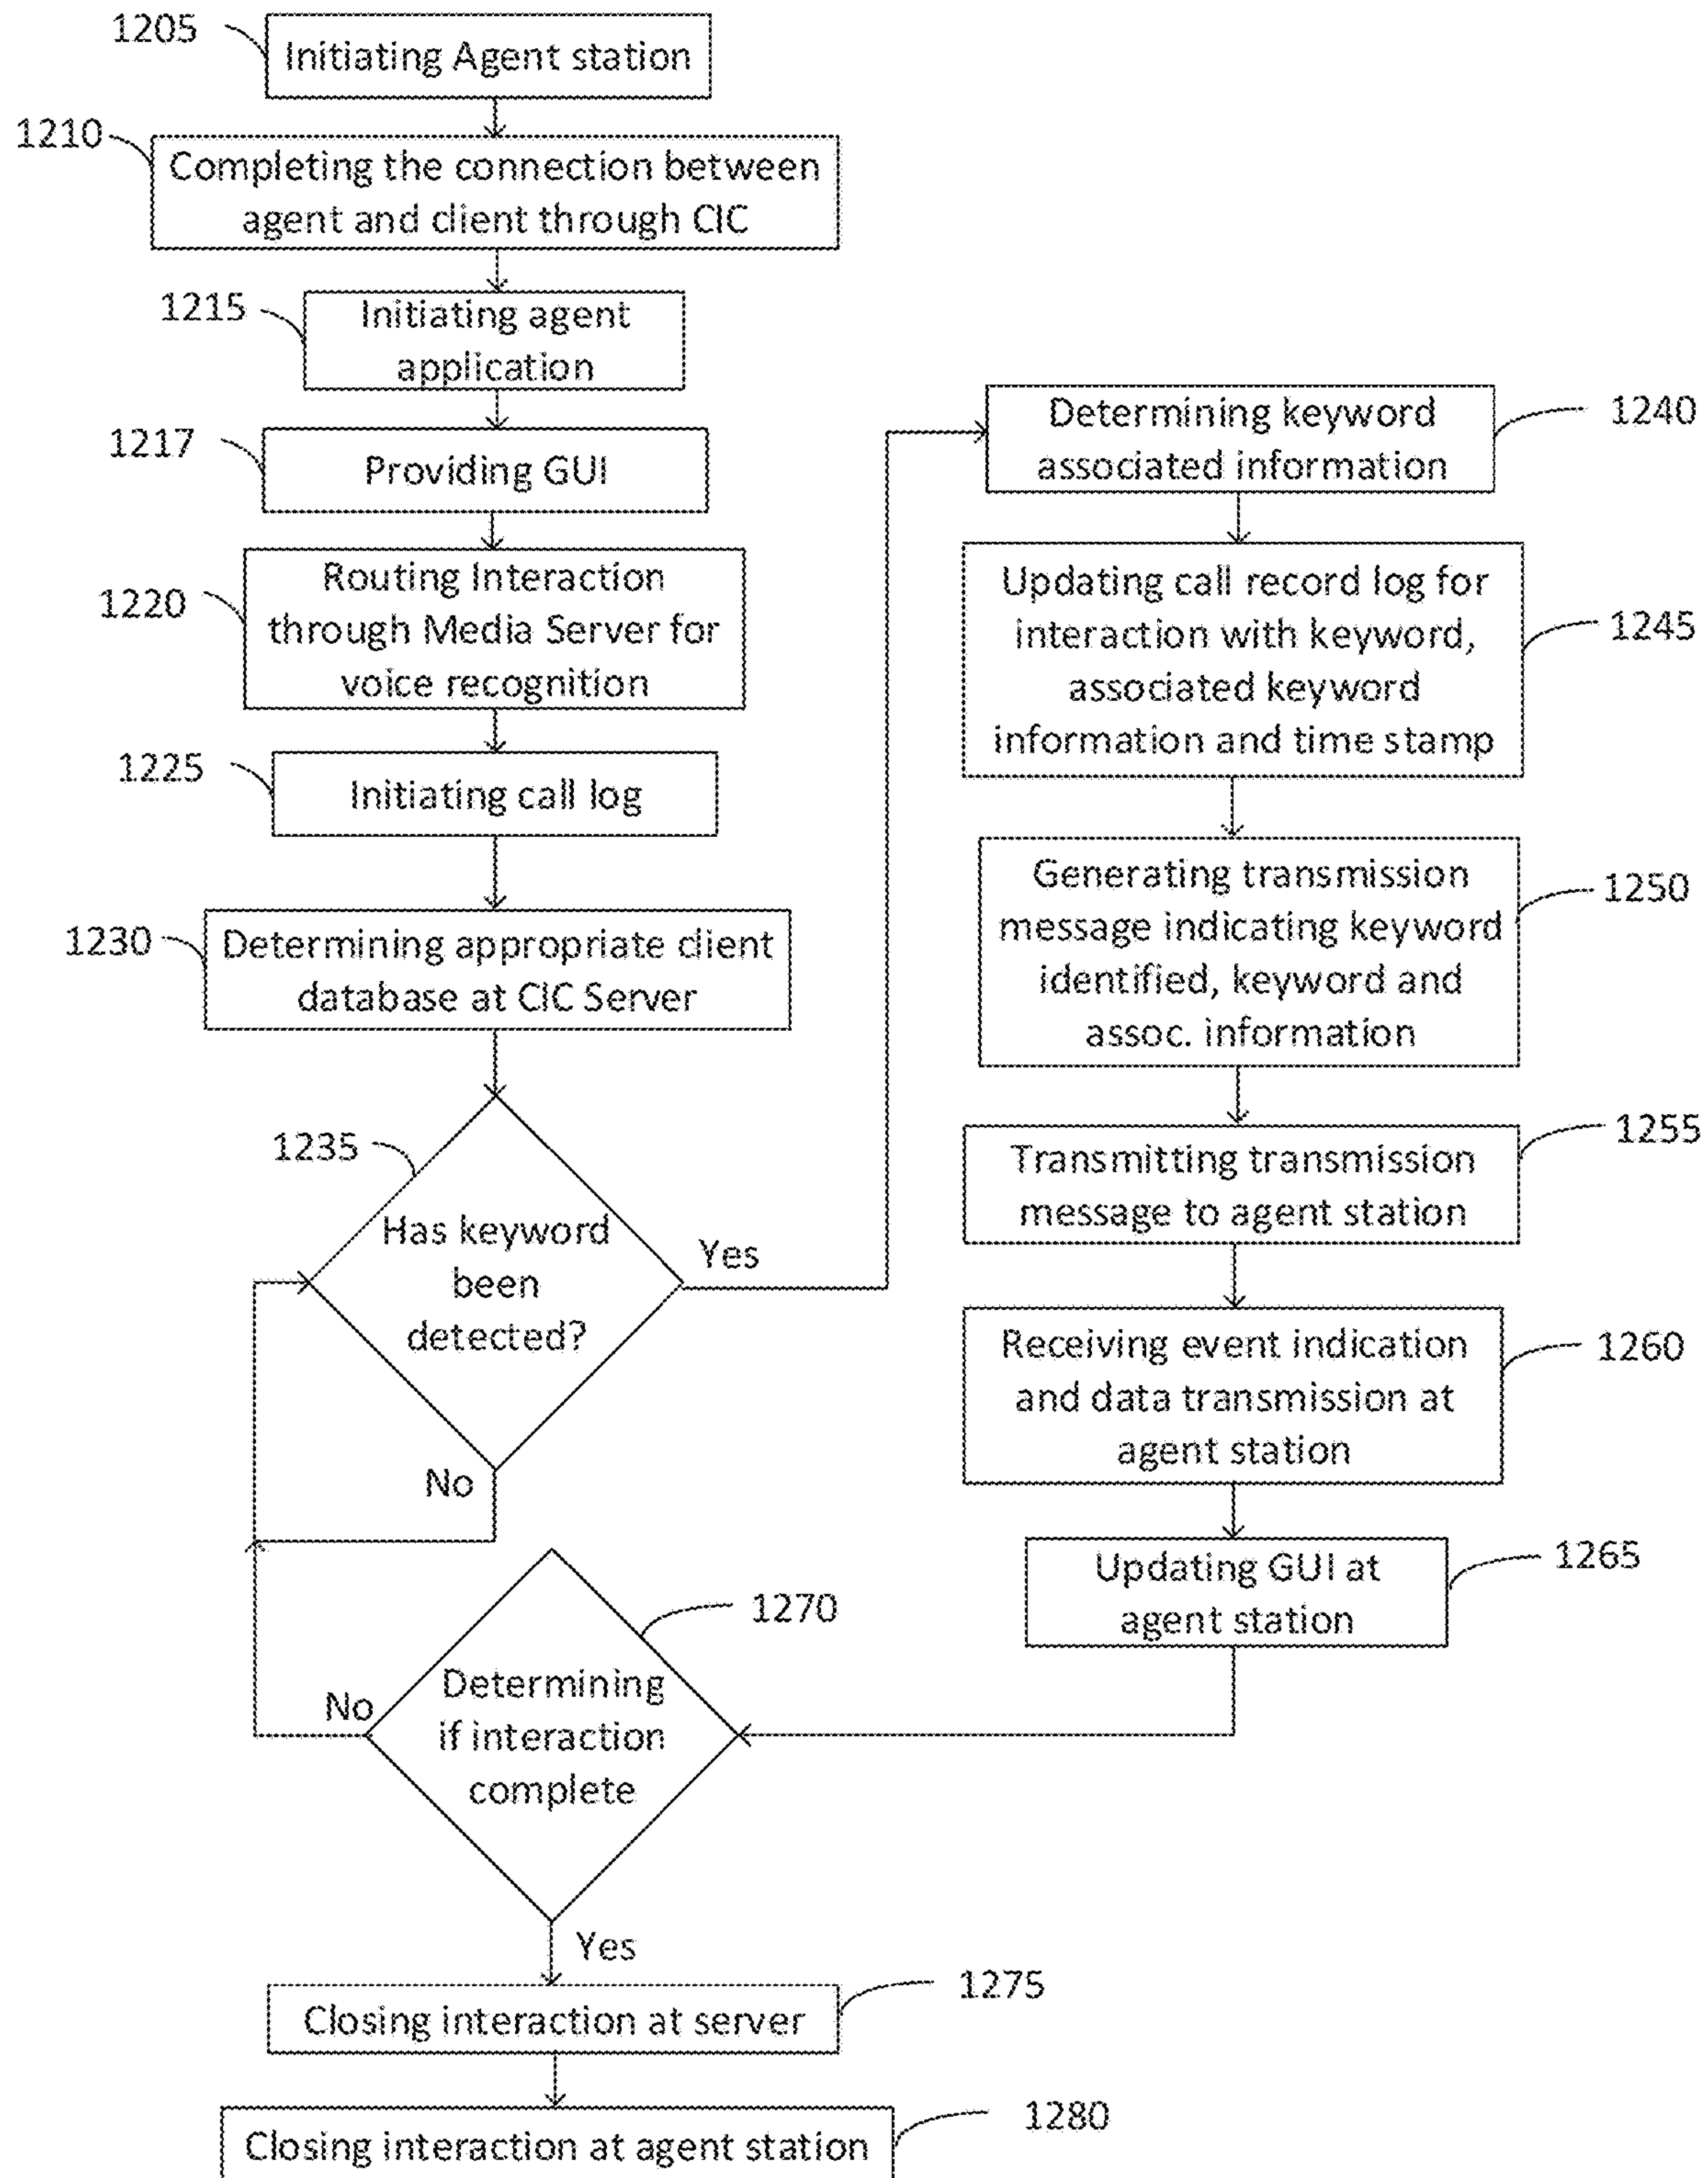 1205
Initiating Agent station
1210
Completing the connection between
agent and client through CIC
1215
Initiating agent
application
1217
Providing GUI
1220
Routing Interaction
through Media Server for
voice recognition
1225
Initiating call log
1230
Determining appropriate client
database at CIC Server
1235
Has keyword
been
detected?
Yes
No
1240
Determining keyword
associated information
1245
Updating call record log for
interaction with keyword,
associated keyword
information and time stamp
1250
Generating transmission
message indicating keyword
identified, keyword and
assoc. information
1255
Transmitting transmission
message to agent station
1260
Receiving event indication
and data transmission at
agent station
1265
Updating GUI at
agent station
1270
Determining
if interaction
complete
No
Yes
1275
Closing interaction at server
1280
Closing interaction at agent station